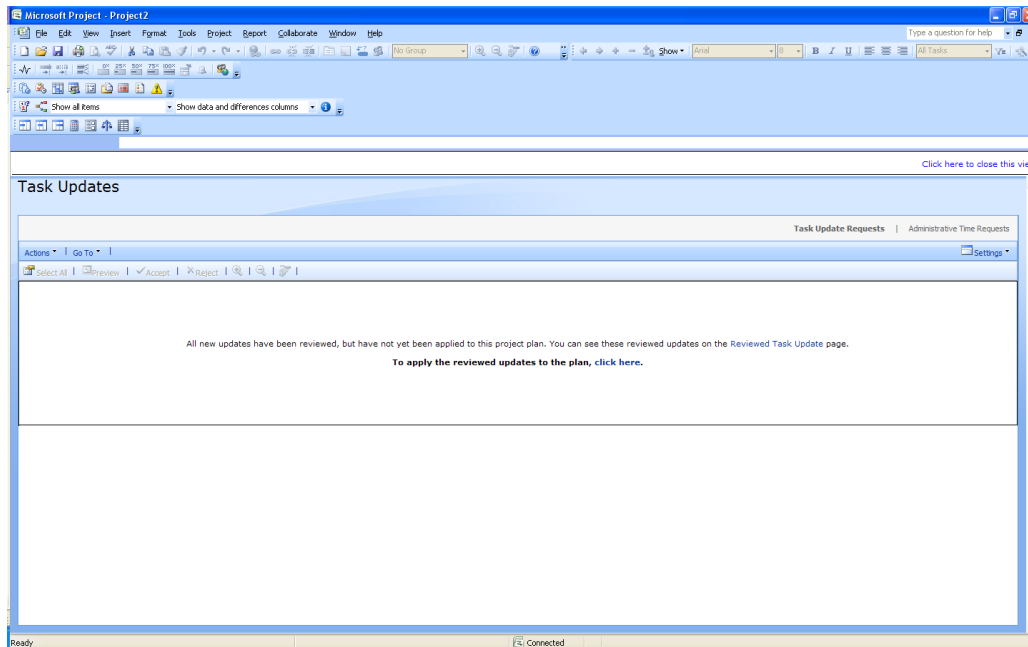 Microsoft Project - Project2
File Edit View Insert Format Tools Project Report Collaborate Window Help
Type a question for help
No Group
Show
Arial
8
B I U
All Tasks
0% 25% 50% 75% 100%
Show all items
Show data and differences columns
Click here to close this vie
Task Updates
Task Update Requests | Administrative Time Requests
Actions Go To
Settings
Select All Preview Accept Reject
All new updates have been reviewed, but have not yet been applied to this project plan. You can see these reviewed updates on the Reviewed Task Update page.
To apply the reviewed updates to the plan, click here.
Ready
Connected